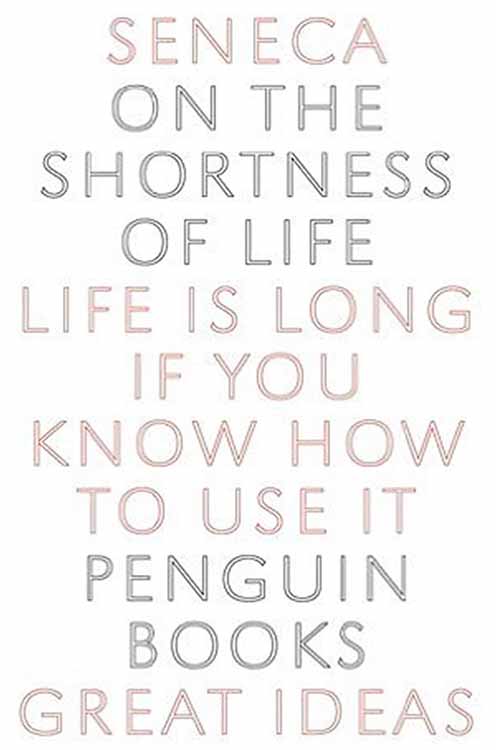 SENECA
ON THE
SHORTNESS
OF LIFE
LIFE IS LONG
IF YOU
KNOW HOW
TO USE IT
PENGUIN
BOOKS
GREAT IDEAS